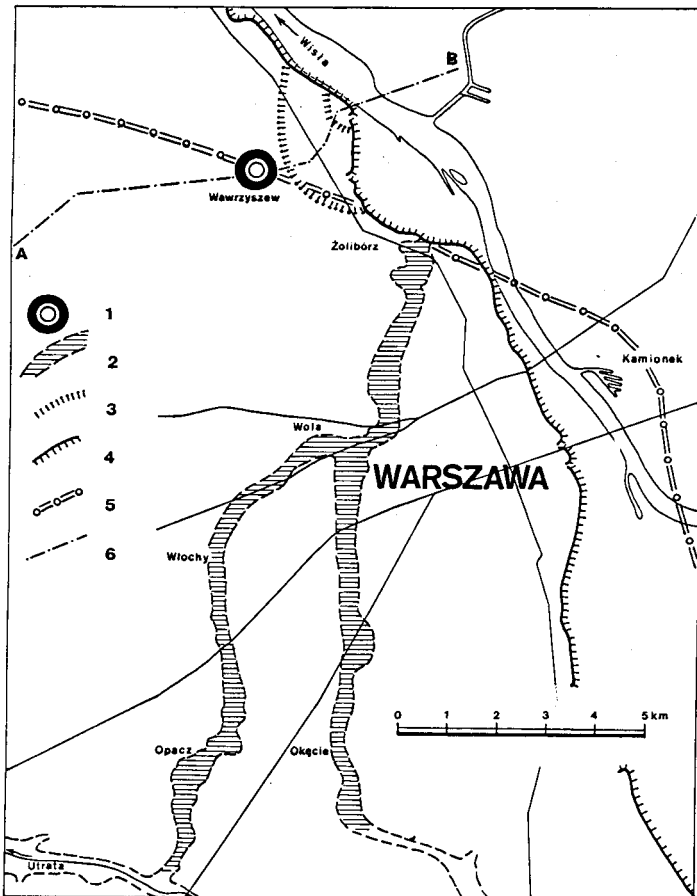 Wisła
B
Wawrzyszew
A
Żolibórz
1
Kamionek
2
3
Wola
4
WARSZAWA
5
Włochy
6
0 1 2 3 4 5 km
Opacz
Okęcie
Utrata